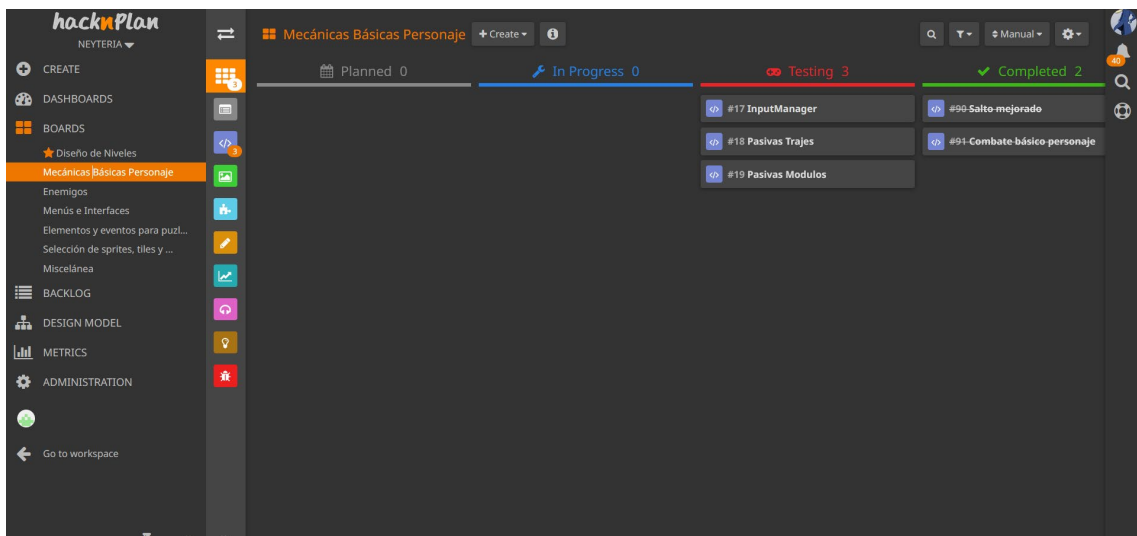 hacknPlan
NEYTERIA
CREATE
DASHBOARDS
BOARDS
Diseño de Niveles
Mecánicas Básicas Personaje
Enemigos
Menús e Interfaces
Elementos y eventos para puzl...
Selección de sprites, tiles y ...
Miscelánea
BACKLOG
DESIGN MODEL
METRICS
ADMINISTRATION
Go to workspace
3
3
Mecánicas Básicas Personaje + Create
Manual
40
Planned 0
In Progress 0
Testing 3
#17 InputManager
#18 Pasivas Trajes
#19 Pasivas Modulos
Completed 2
#90 Salto mejorado
#91 Combate básico personaje